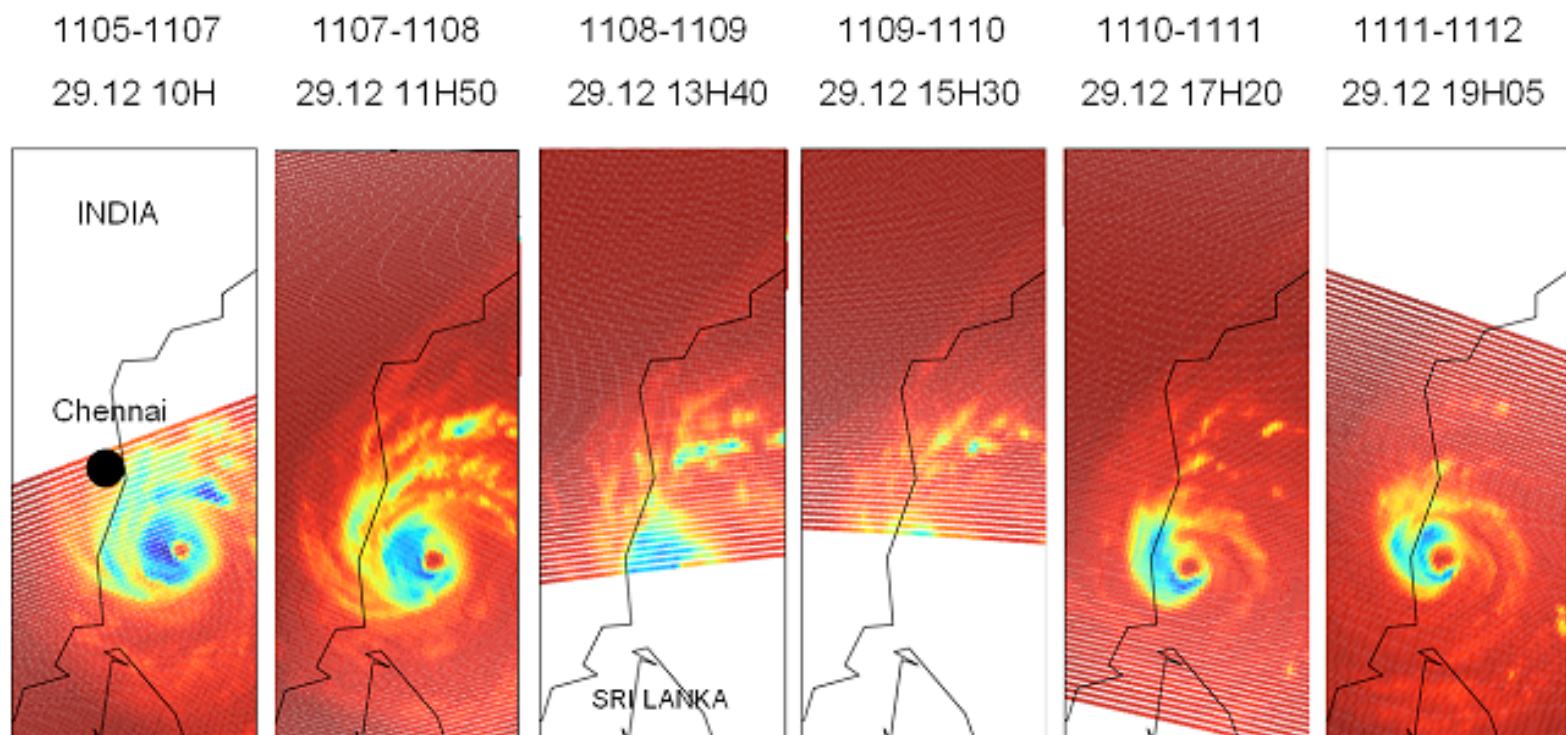 1105-1107 1107-1108 1108-1109 1109-1110 1110-1111 1111-1112
29.12 10H 29.12 11H50 29.12 13H40 29.12 15H30 29.12 17H20 29.12 19H05
INDIA
Chennai
SRI LANKA